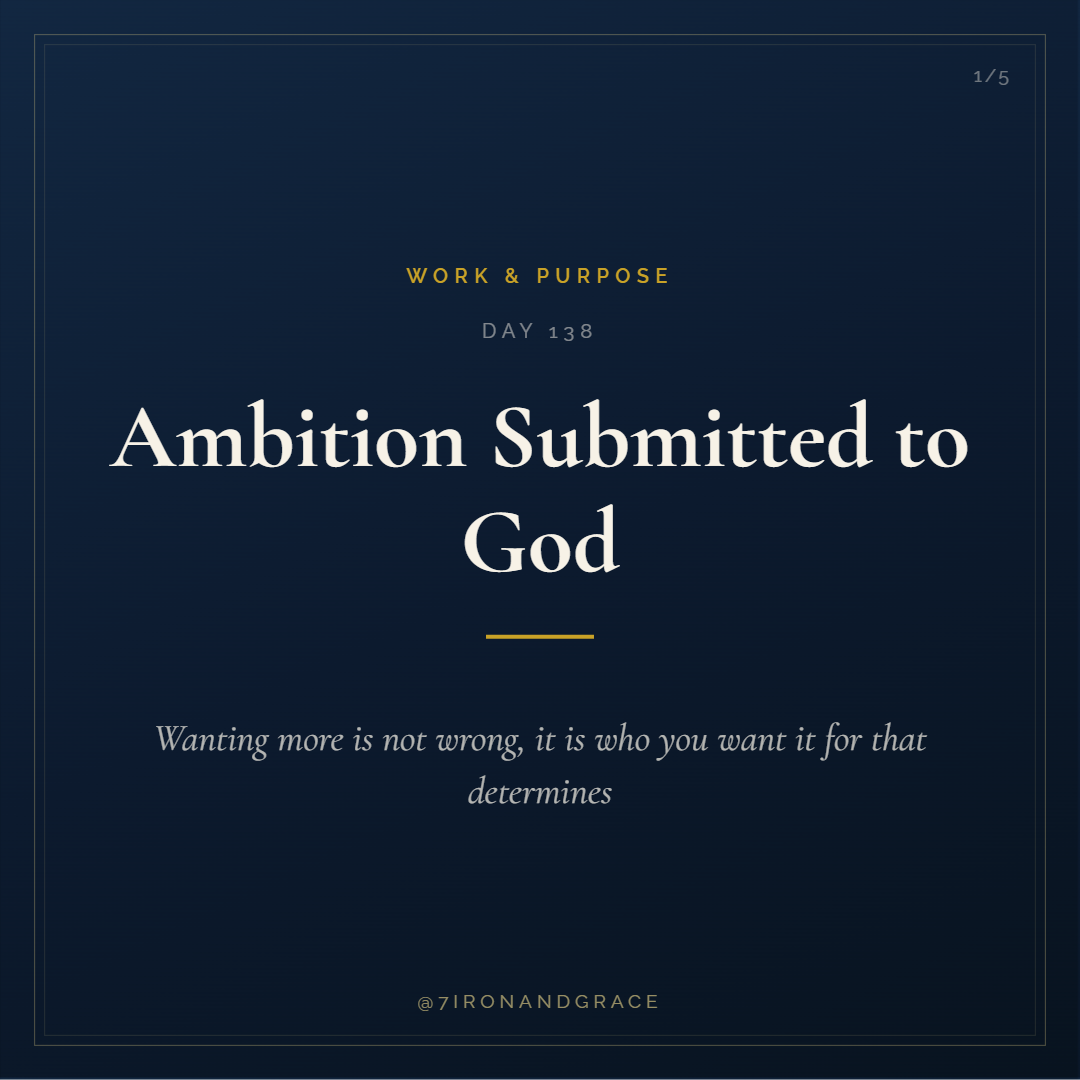 1/5
WORK & PURPOSE
DAY 138
Ambition Submitted to
God
Wanting more is not wrong, it is who you want it for that
determines
@7IRONANDGRACE